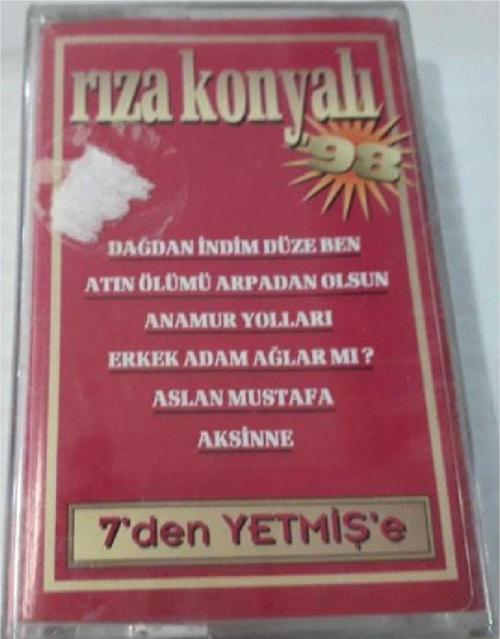 rıza konyalı
'98
DAĞDAN İNDİM DÜZE BEN
ATIN ÖLÜMÜ ARPADAN OLSUN
ANAMUR YOLLARI
ERKEK ADAM AĞLAR MI ?
ASLAN MUSTAFA
AKSİNNE
7'den YETMİŞ'e